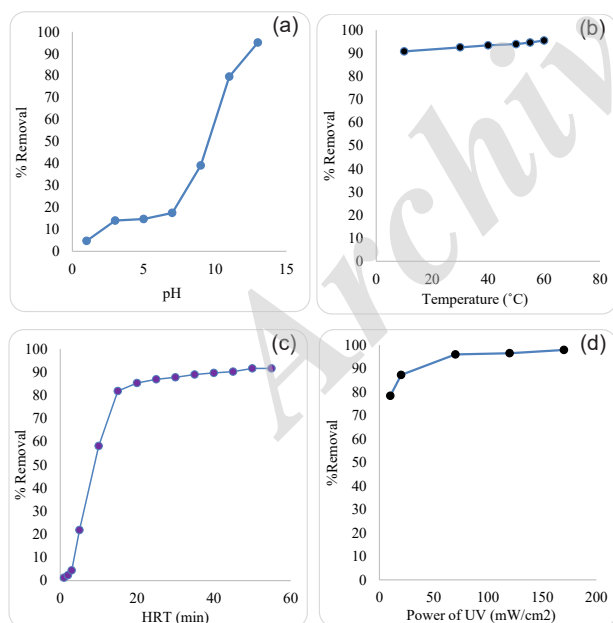 (a)
100
90
80
70
60
50
40
30
20
10
0
% Removal
0 5 10 15
pH
(b)
100
90
80
70
60
50
40
30
20
10
0
% Removal
0 20 40 60 80
Temperature (˚C)
(c)
100
90
80
70
60
50
40
30
20
10
0
% Removal
0 20 40 60
HRT (min)
(d)
100
90
80
70
60
50
40
30
20
10
0
%Removal
0 50 100 150 200
Power of UV (mW/cm2)
Archiv